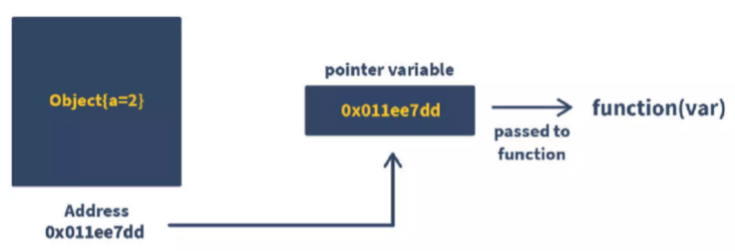 Object{a=2}
Address
0x011ee7dd
pointer variable
0x011ee7dd
passed to
function
function(var)